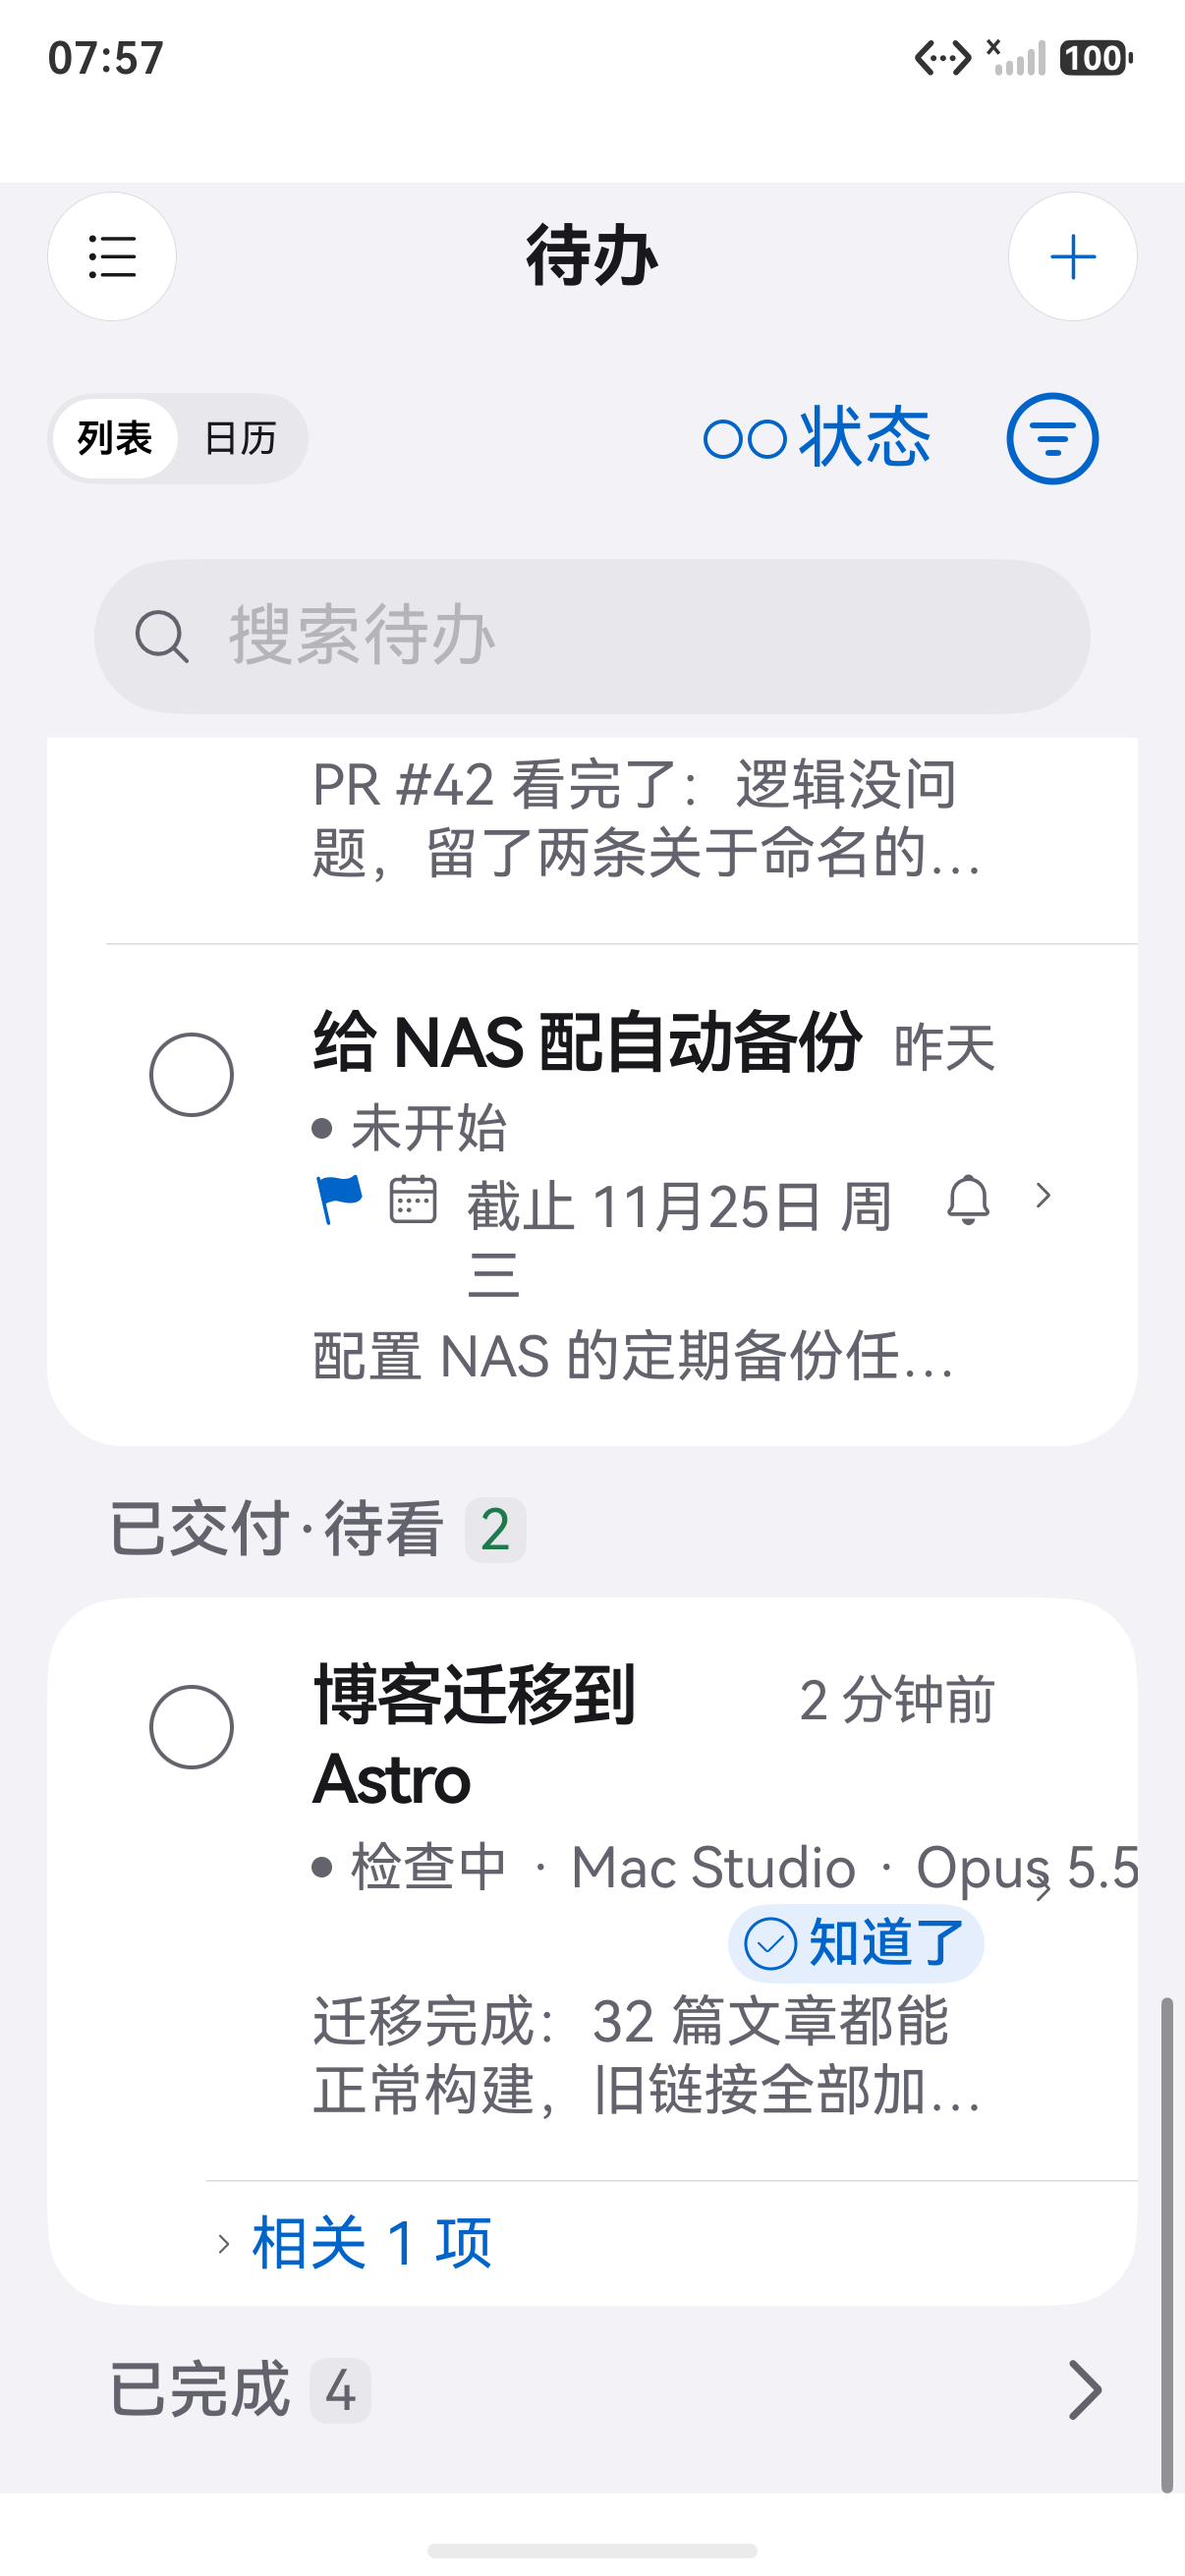 07:57
100
待办
列表 日历 状态
搜索待办
PR #42 看完了：逻辑没问
题，留了两条关于命名的…
给 NAS 配自动备份 昨天
未开始
截止 11月25日 周
三
配置 NAS 的定期备份任…
已交付·待看 2
博客迁移到 2 分钟前
Astro
检查中 · Mac Studio · Opus 5.5
知道了
迁移完成：32 篇文章都能
正常构建，旧链接全部加…
相关 1 项
已完成 4